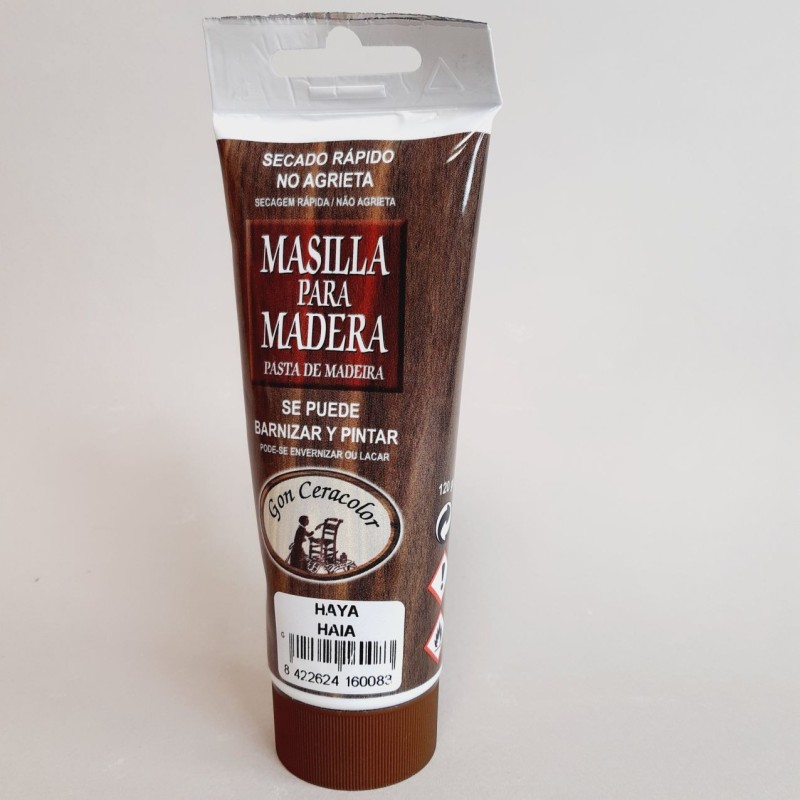 SECADO RÁPIDO
NO AGRIETA
SECAGEM RÁPIDA / NÃO AGRIETA
MASILLA
PARA
MADERA
PASTA DE MADEIRA
SE PUEDE
BARNIZAR Y PINTAR
PODE-SE ENVERNIZAR OU LACAR
120
Gon Ceracolor
HAYA
HAIA
8 422624 160083